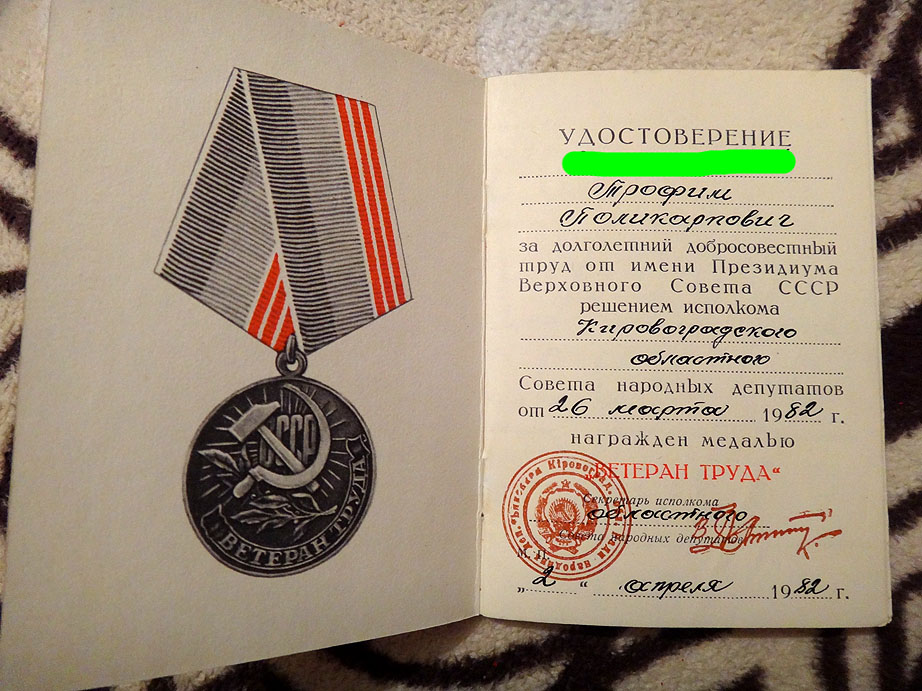 СССР
ВЕТЕРАН ТРУДА
УДОСТОВЕРЕНИЕ
Трофим
Поликарпович
за долголетний добросовестный
труд от имени Президиума
Верховного Совета СССР
решением исполкома
Кировоградского
областного
Совета народных депутатов
от 26 марта 1982 г.
награжден медалью
„ВЕТЕРАН ТРУДА“
Секретарь исполкома
областного
Совета народных депутатов
М. П.
„2“ апреля 1982 г.